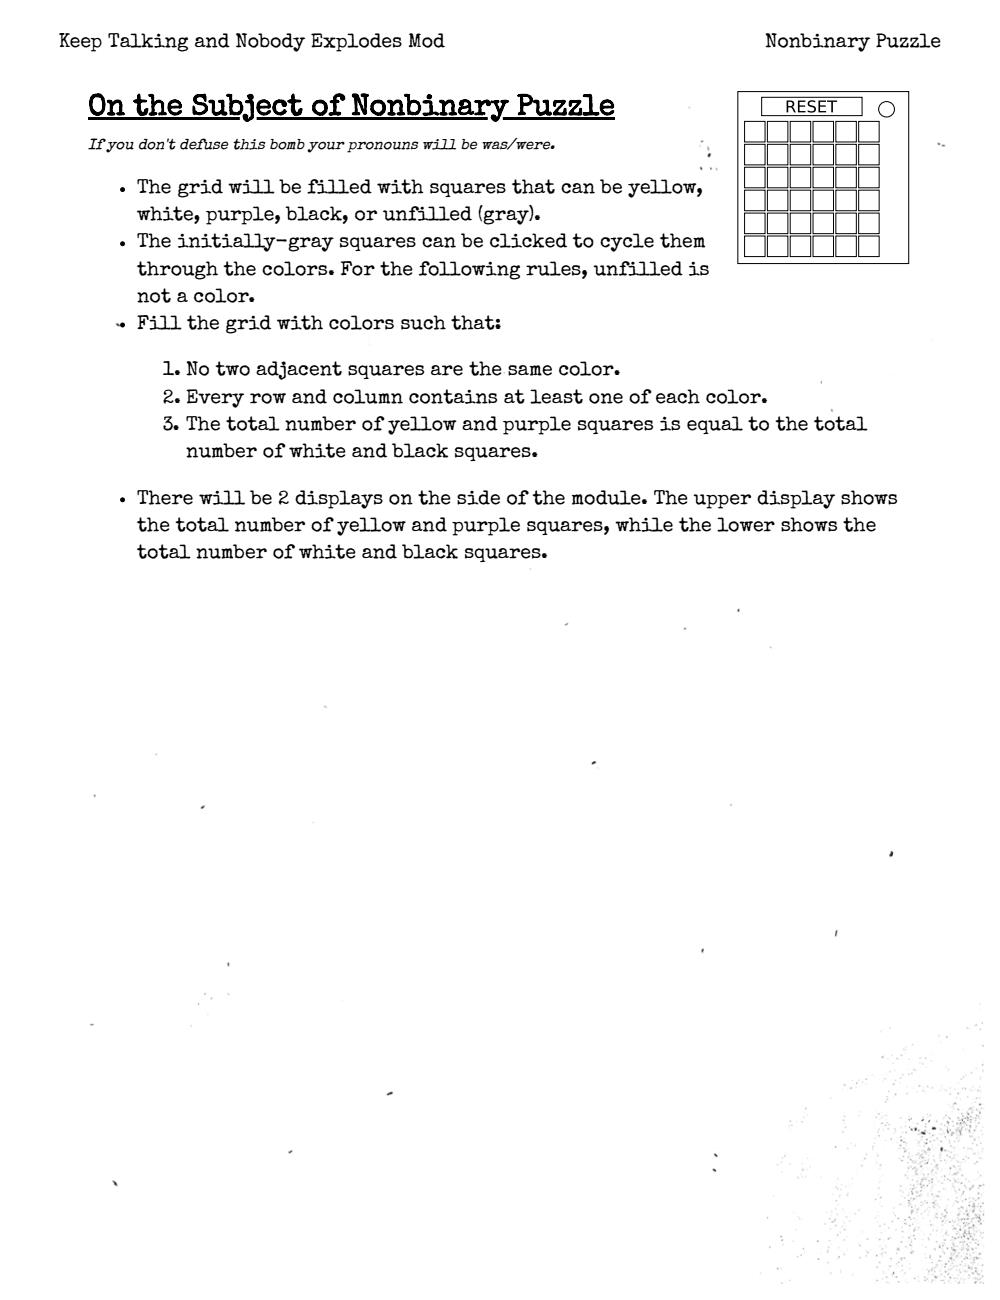 Keep Talking and Nobody Explodes Mod
Nonbinary Puzzle
On the Subject of Nonbinary Puzzle
RESET
If you don't defuse this bomb your pronouns will be was/were.
• The grid will be filled with squares that can be yellow,
white, purple, black, or unfilled (gray).
• The initially-gray squares can be clicked to cycle them
through the colors. For the following rules, unfilled is
not a color.
• Fill the grid with colors such that:
1. No two adjacent squares are the same color.
2. Every row and column contains at least one of each color.
3. The total number of yellow and purple squares is equal to the total
number of white and black squares.
• There will be 2 displays on the side of the module. The upper display shows
the total number of yellow and purple squares, while the lower shows the
total number of white and black squares.